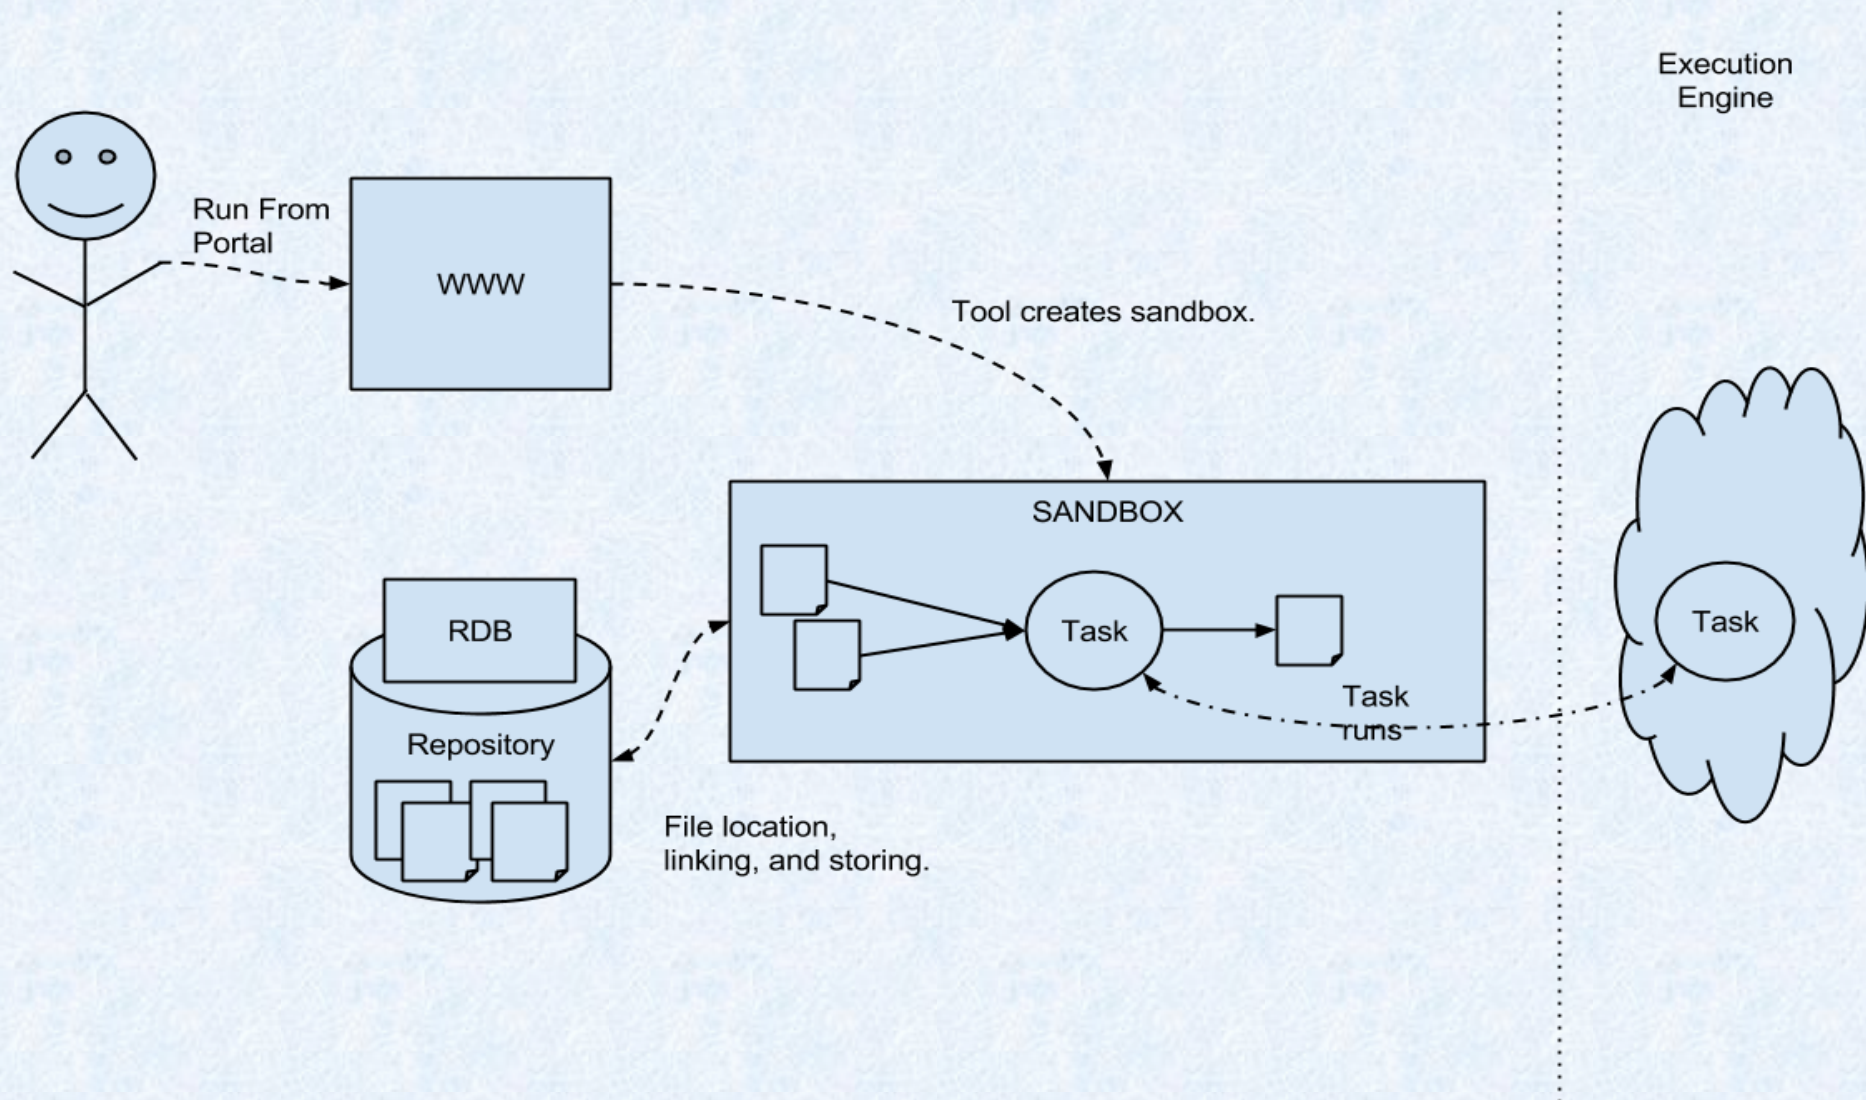 Execution
Engine
Run From
Portal
WWW
Tool creates sandbox.
SANDBOX
RDB
Task
Task
Repository
Task
runs
File location,
linking, and storing.